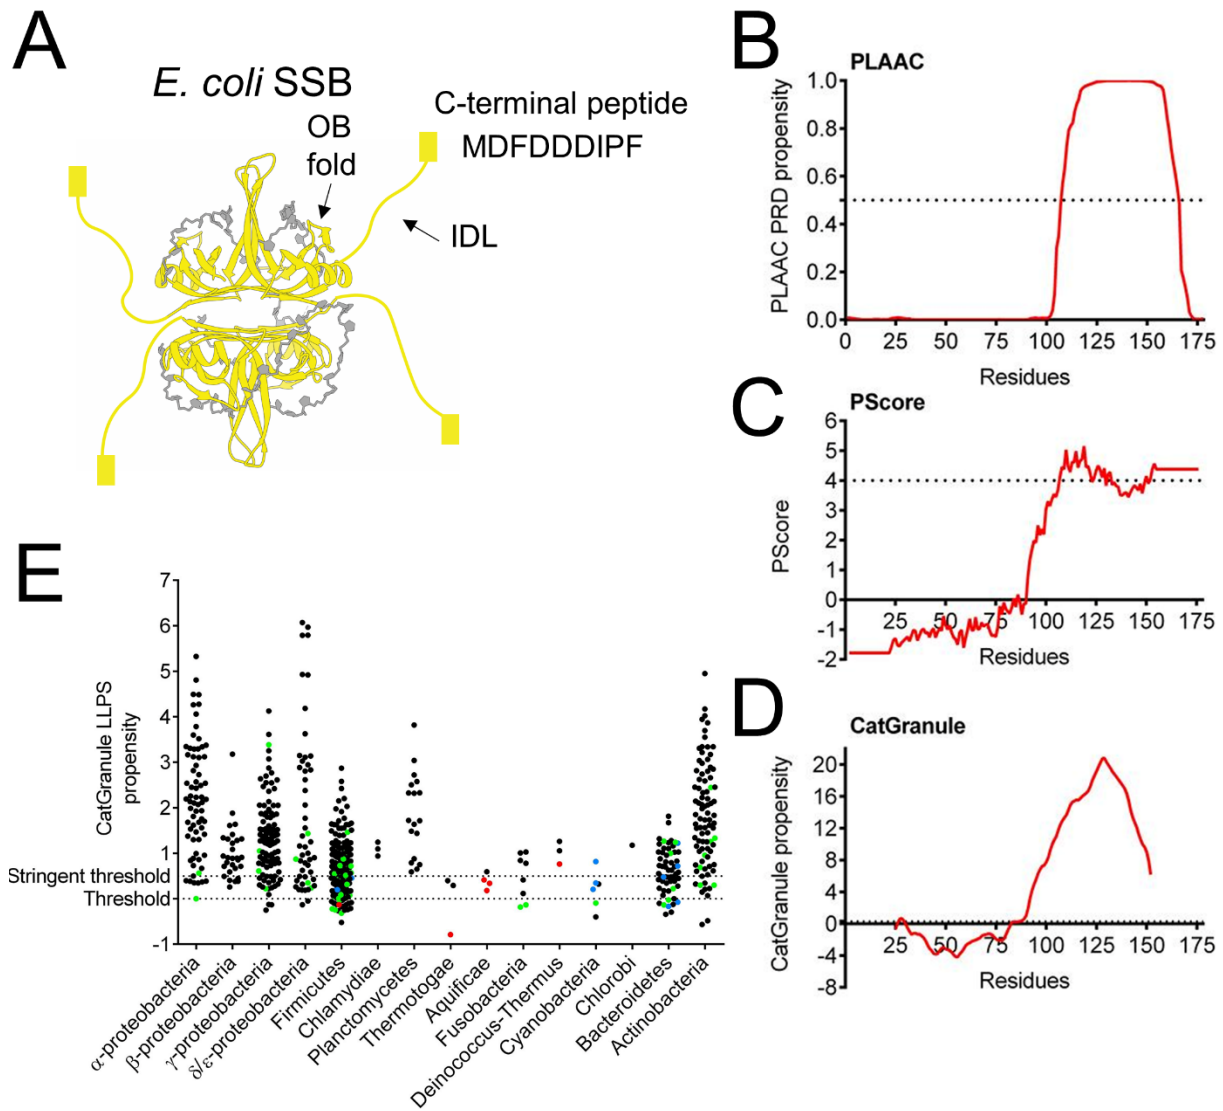 A
E. coli SSB
OB
fold
C-terminal peptide
MDFDDDIPF
IDL
B
PLAAC
PLAAC PRD propensity
1.0
0.8
0.6
0.4
0.2
0.0
0 25 50 75 100 125 150 175
Residues
C
PScore
PScore
6
5
4
3
2
1
0
-1
-2
25 50 75 100 125 150 175
Residues
D
CatGranule
CatGranule propensity
20
16
12
8
4
0
-4
-8
25 50 75 100 125 150 175
Residues
E
CatGranule LLPS
propensity
7
6
5
4
3
2
1
Stringent threshold
Threshold
-1
α-proteobacteria
β-proteobacteria
γ-proteobacteria
δ/ε-proteobacteria
Firmicutes
Chlamydiae
Planctomycetes
Thermotogae
Aquificae
Fusobacteria
Deinococcus-Thermus
Cyanobacteria
Chlorobi
Bacteroidetes
Actinobacteria